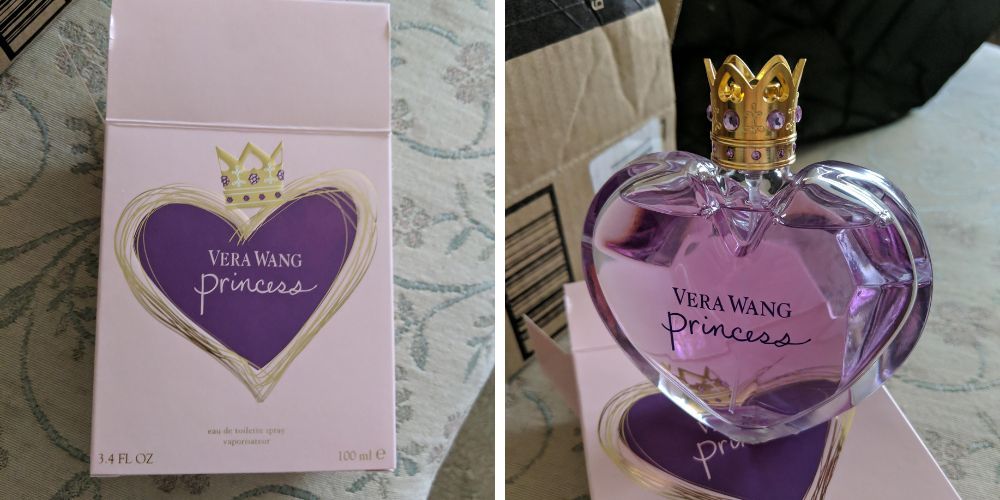 VERA WANG
princess
eau de toilette spray
vaporisateur
3.4 FL OZ
100 ml e
VERA WANG
princess